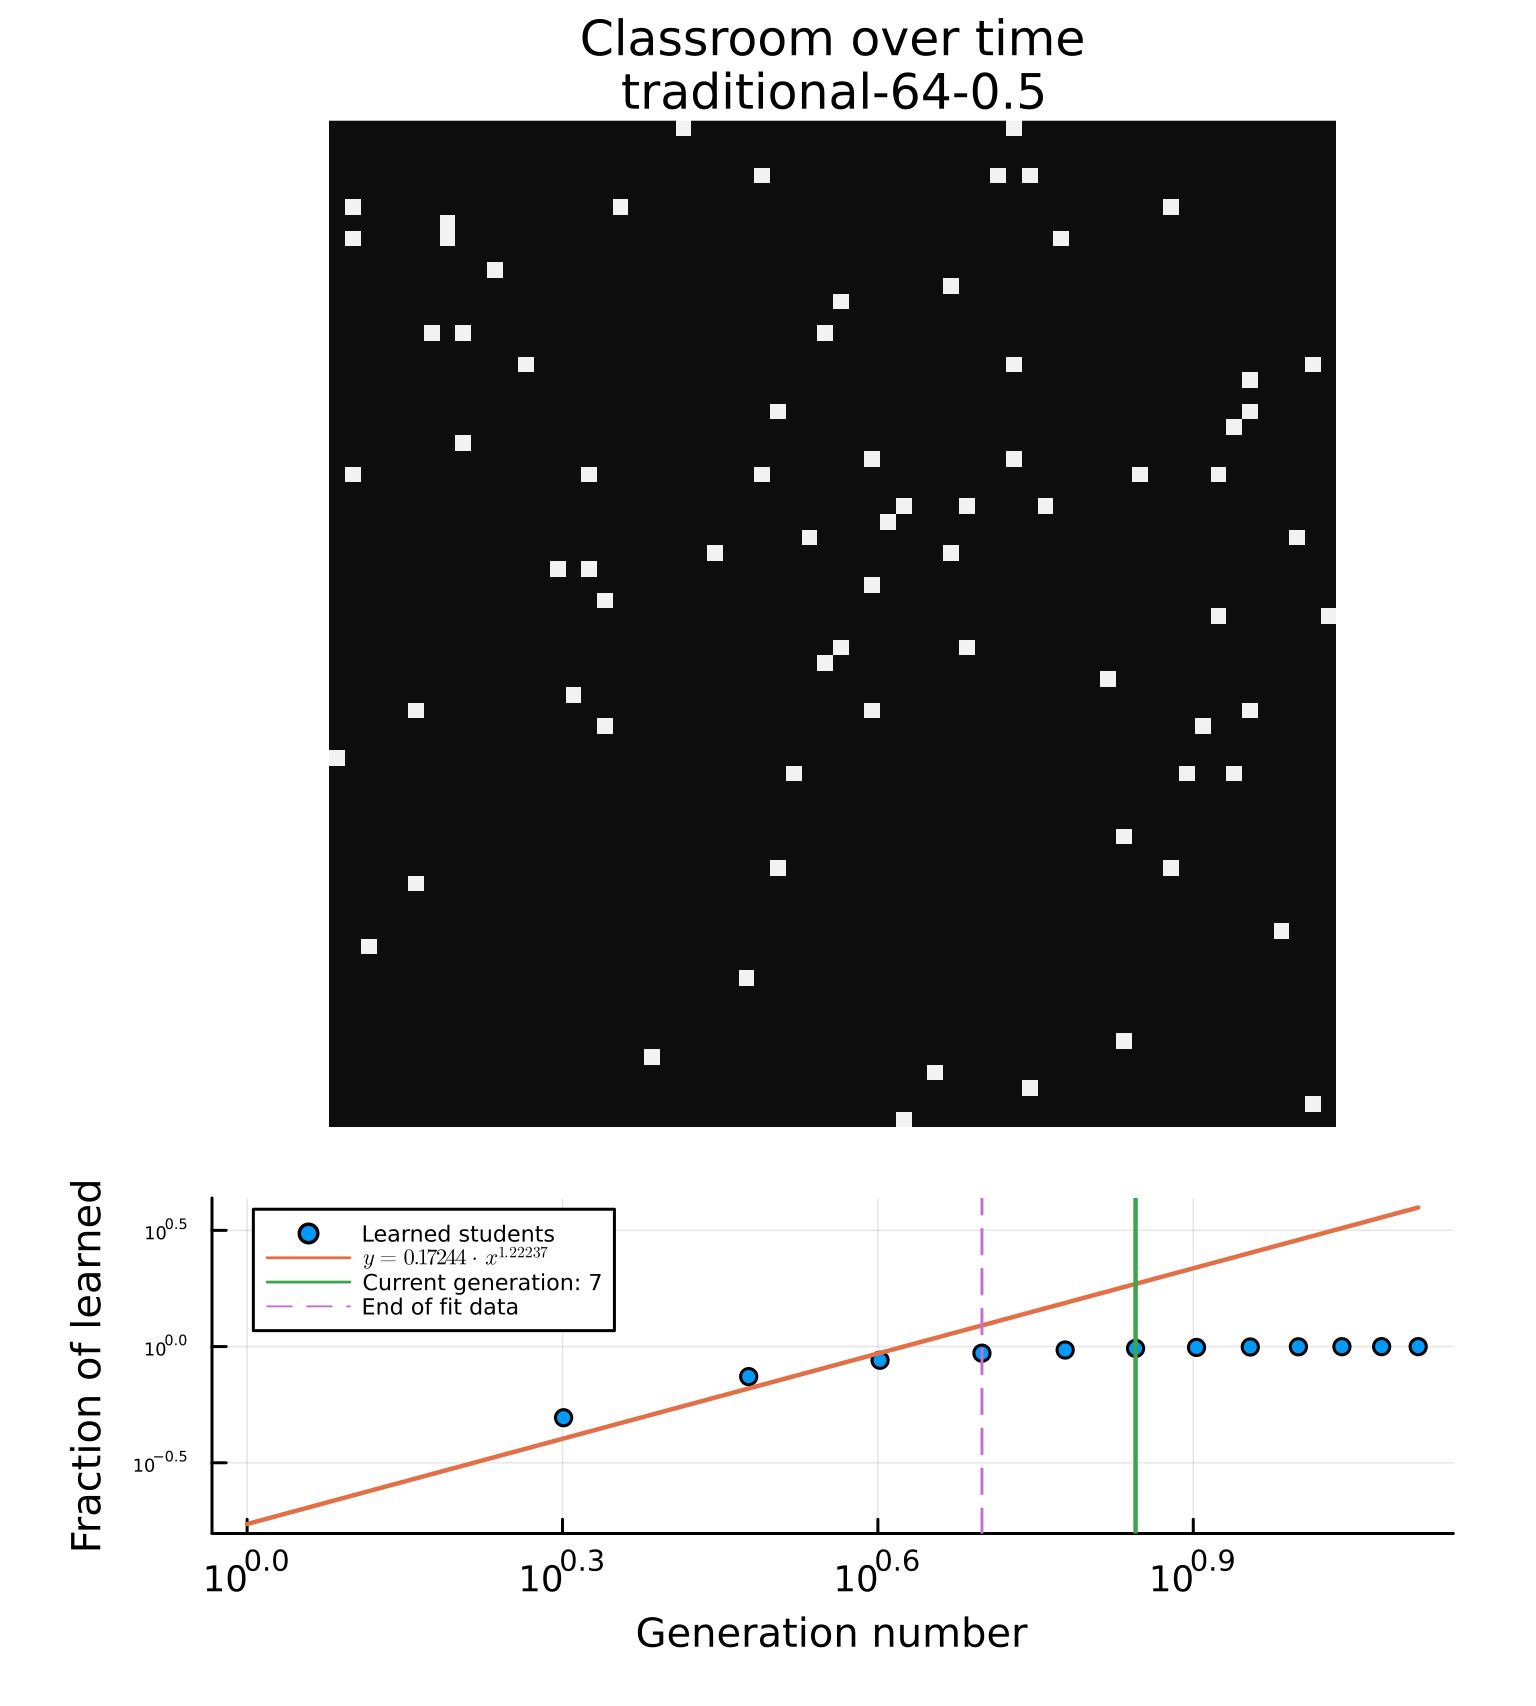 Classroom over time
traditional-64-0.5
Fraction of learned
10^0.5
10^0.0
10^−0.5
Learned students
y = 0.17244 · x^1.22237
Current generation: 7
End of fit data
10^0.0 10^0.3 10^0.6 10^0.9
Generation number